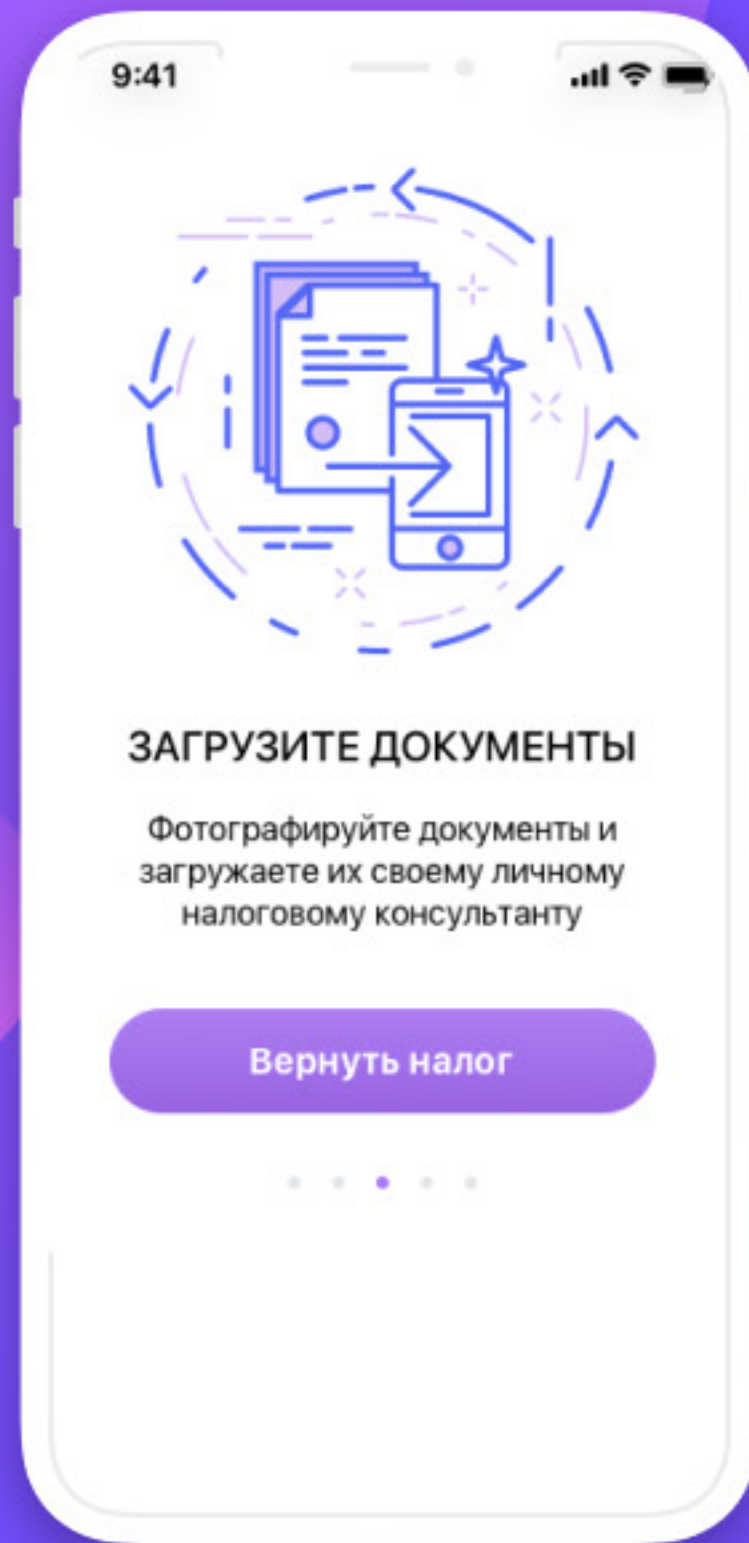 9:41
ЗАГРУЗИТЕ ДОКУМЕНТЫ
Фотографируйте документы и
загружаете их своему личному
налоговому консультанту
Вернуть налог